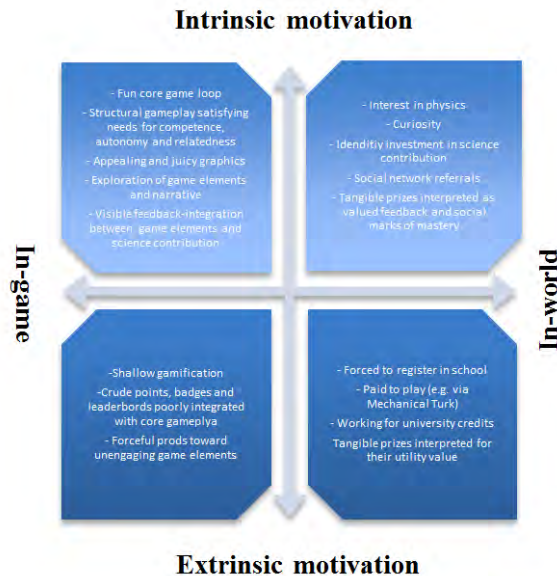 Intrinsic motivation
- Fun core game loop
- Structural gameplay satisfying
needs for competence,
autonomy and relatedness
- Appealing and juicy graphics
- Exploration of game elements
and narrative
- Visible feedback-integration
between game elements and
science contribution
- Interest in physics
- Curiosity
- Idenditiy investment in science
contribution
- Social network referrals
- Tangible prizes interpreted as
valued feedback and social
marks of mastery
In-game
In-world
-Shallow gamification
-Crude points, badges and
leaderbords poorly integrated
with core gameplya
- Forceful prods toward
unengaging game elements
- Forced to register in school
- Paid to play (e.g. via
Mechanical Turk)
- Working for university credits
Tangible prizes interpreted for
their utility value
Extrinsic motivation